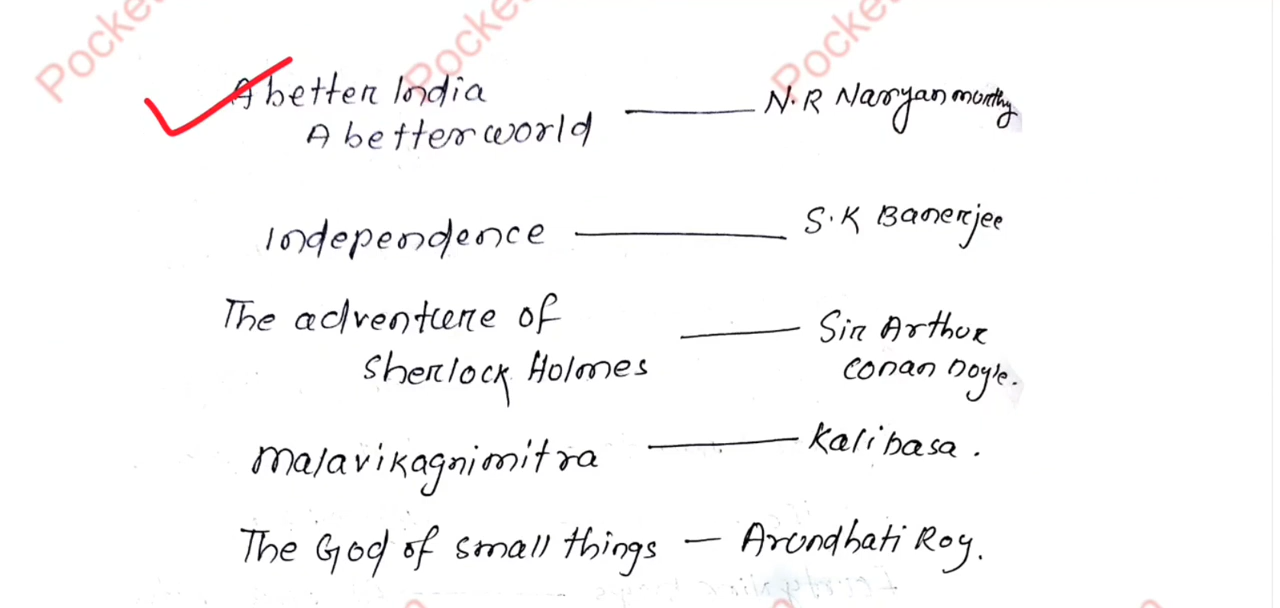 Pocke Pocke Pocke
A better India
A better world — N.R Narayan murthy
Independence — S.K Banerjee
The adventure of
Sherlock Holmes — Sir Arthur
Conan Doyle.
Malavikagnimitra — Kalibasa.
The God of small things — Arundhati Roy.